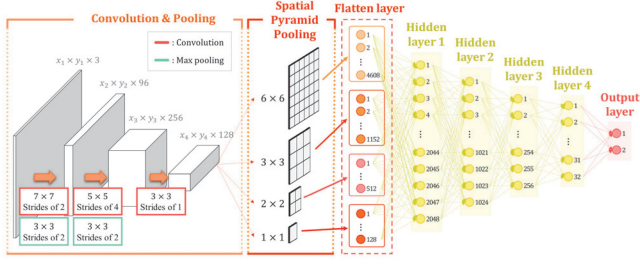 Convolution & Pooling
x₁ × y₁ × 3
x₂ × y₂ × 96
x₃ × y₃ × 256
x₄ × y₄ × 128
: Convolution
: Max pooling
7 × 7
Strides of 2
5 × 5
Strides of 4
3 × 3
Strides of 1
3 × 3
Strides of 2
3 × 3
Strides of 2
Spatial
Pyramid
Pooling
6 × 6
3 × 3
2 × 2
1 × 1
Flatten layer
1
2
⋮
4608
1
2
⋮
1152
1
⋮
512
1
⋮
128
Hidden
layer 1
1
2
3
4
⋮
2044
2045
2046
2047
2048
Hidden
layer 2
1
2
3
⋮
1021
1022
1023
1024
Hidden
layer 3
1
2
⋮
254
255
256
Hidden
layer 4
1
2
⋮
31
32
Output
layer
1
2